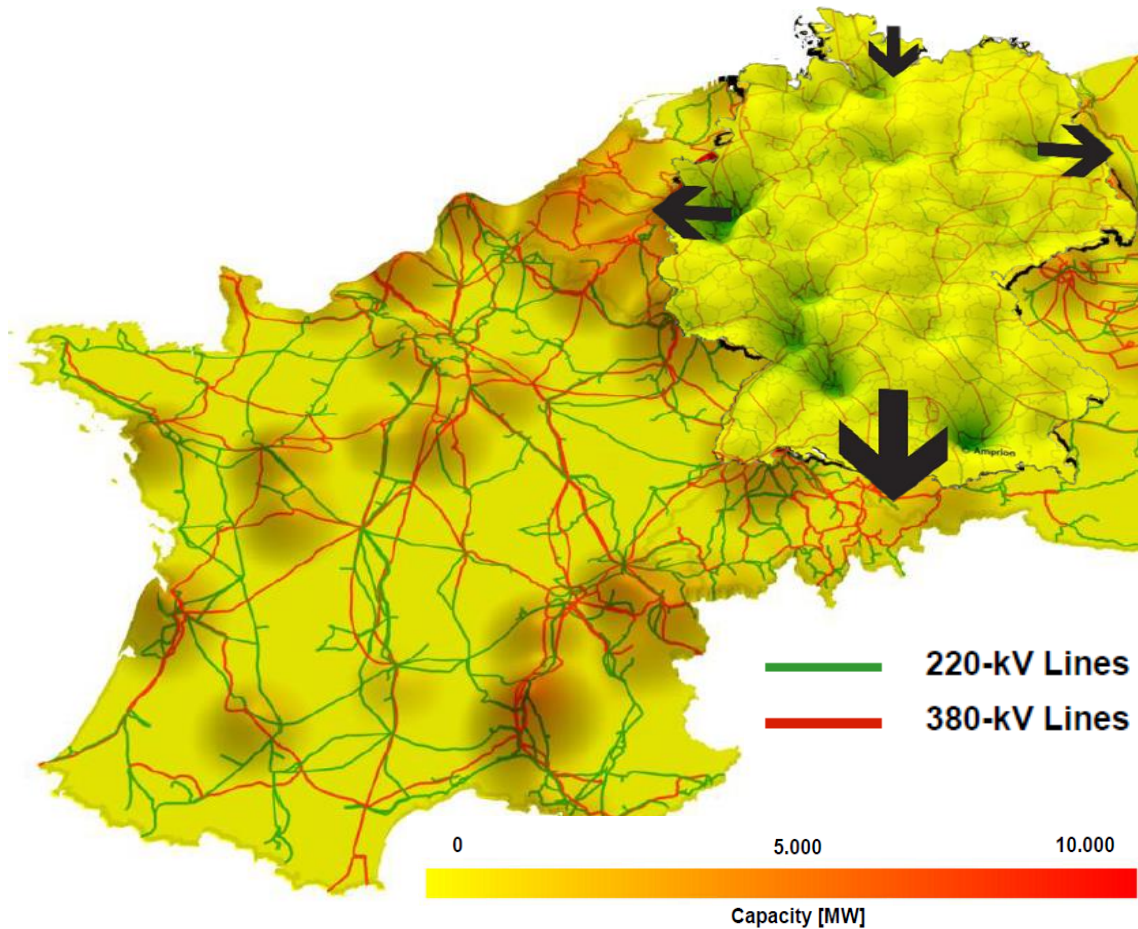 Amprion
220-kV Lines
380-kV Lines
0 5.000 10.000
Capacity [MW]